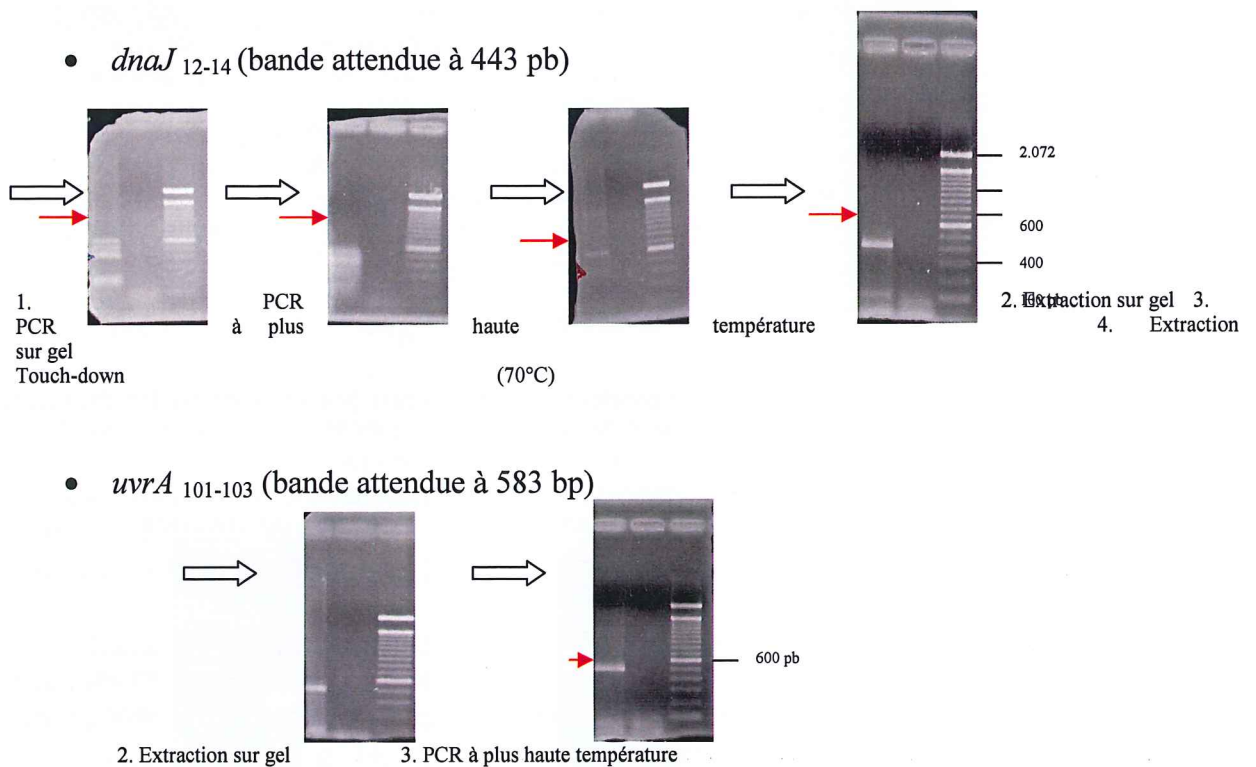 • dnaJ 12-14 (bande attendue à 443 pb)
2.072
600
400
1. PCR 2. Extraction sur gel 3.
PCR à plus haute température 4. Extraction
sur gel
Touch-down (70°C)
• uvrA 101-103 (bande attendue à 583 bp)
600 pb
2. Extraction sur gel 3. PCR à plus haute température